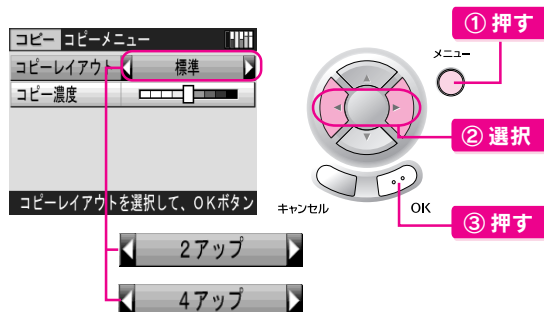 コピー コピーメニュー
コピーレイアウト 標準
コピー濃度
コピーレイアウトを選択して、OKボタン
2アップ
4アップ
① 押す
メニュー
② 選択
キャンセル
OK
③ 押す